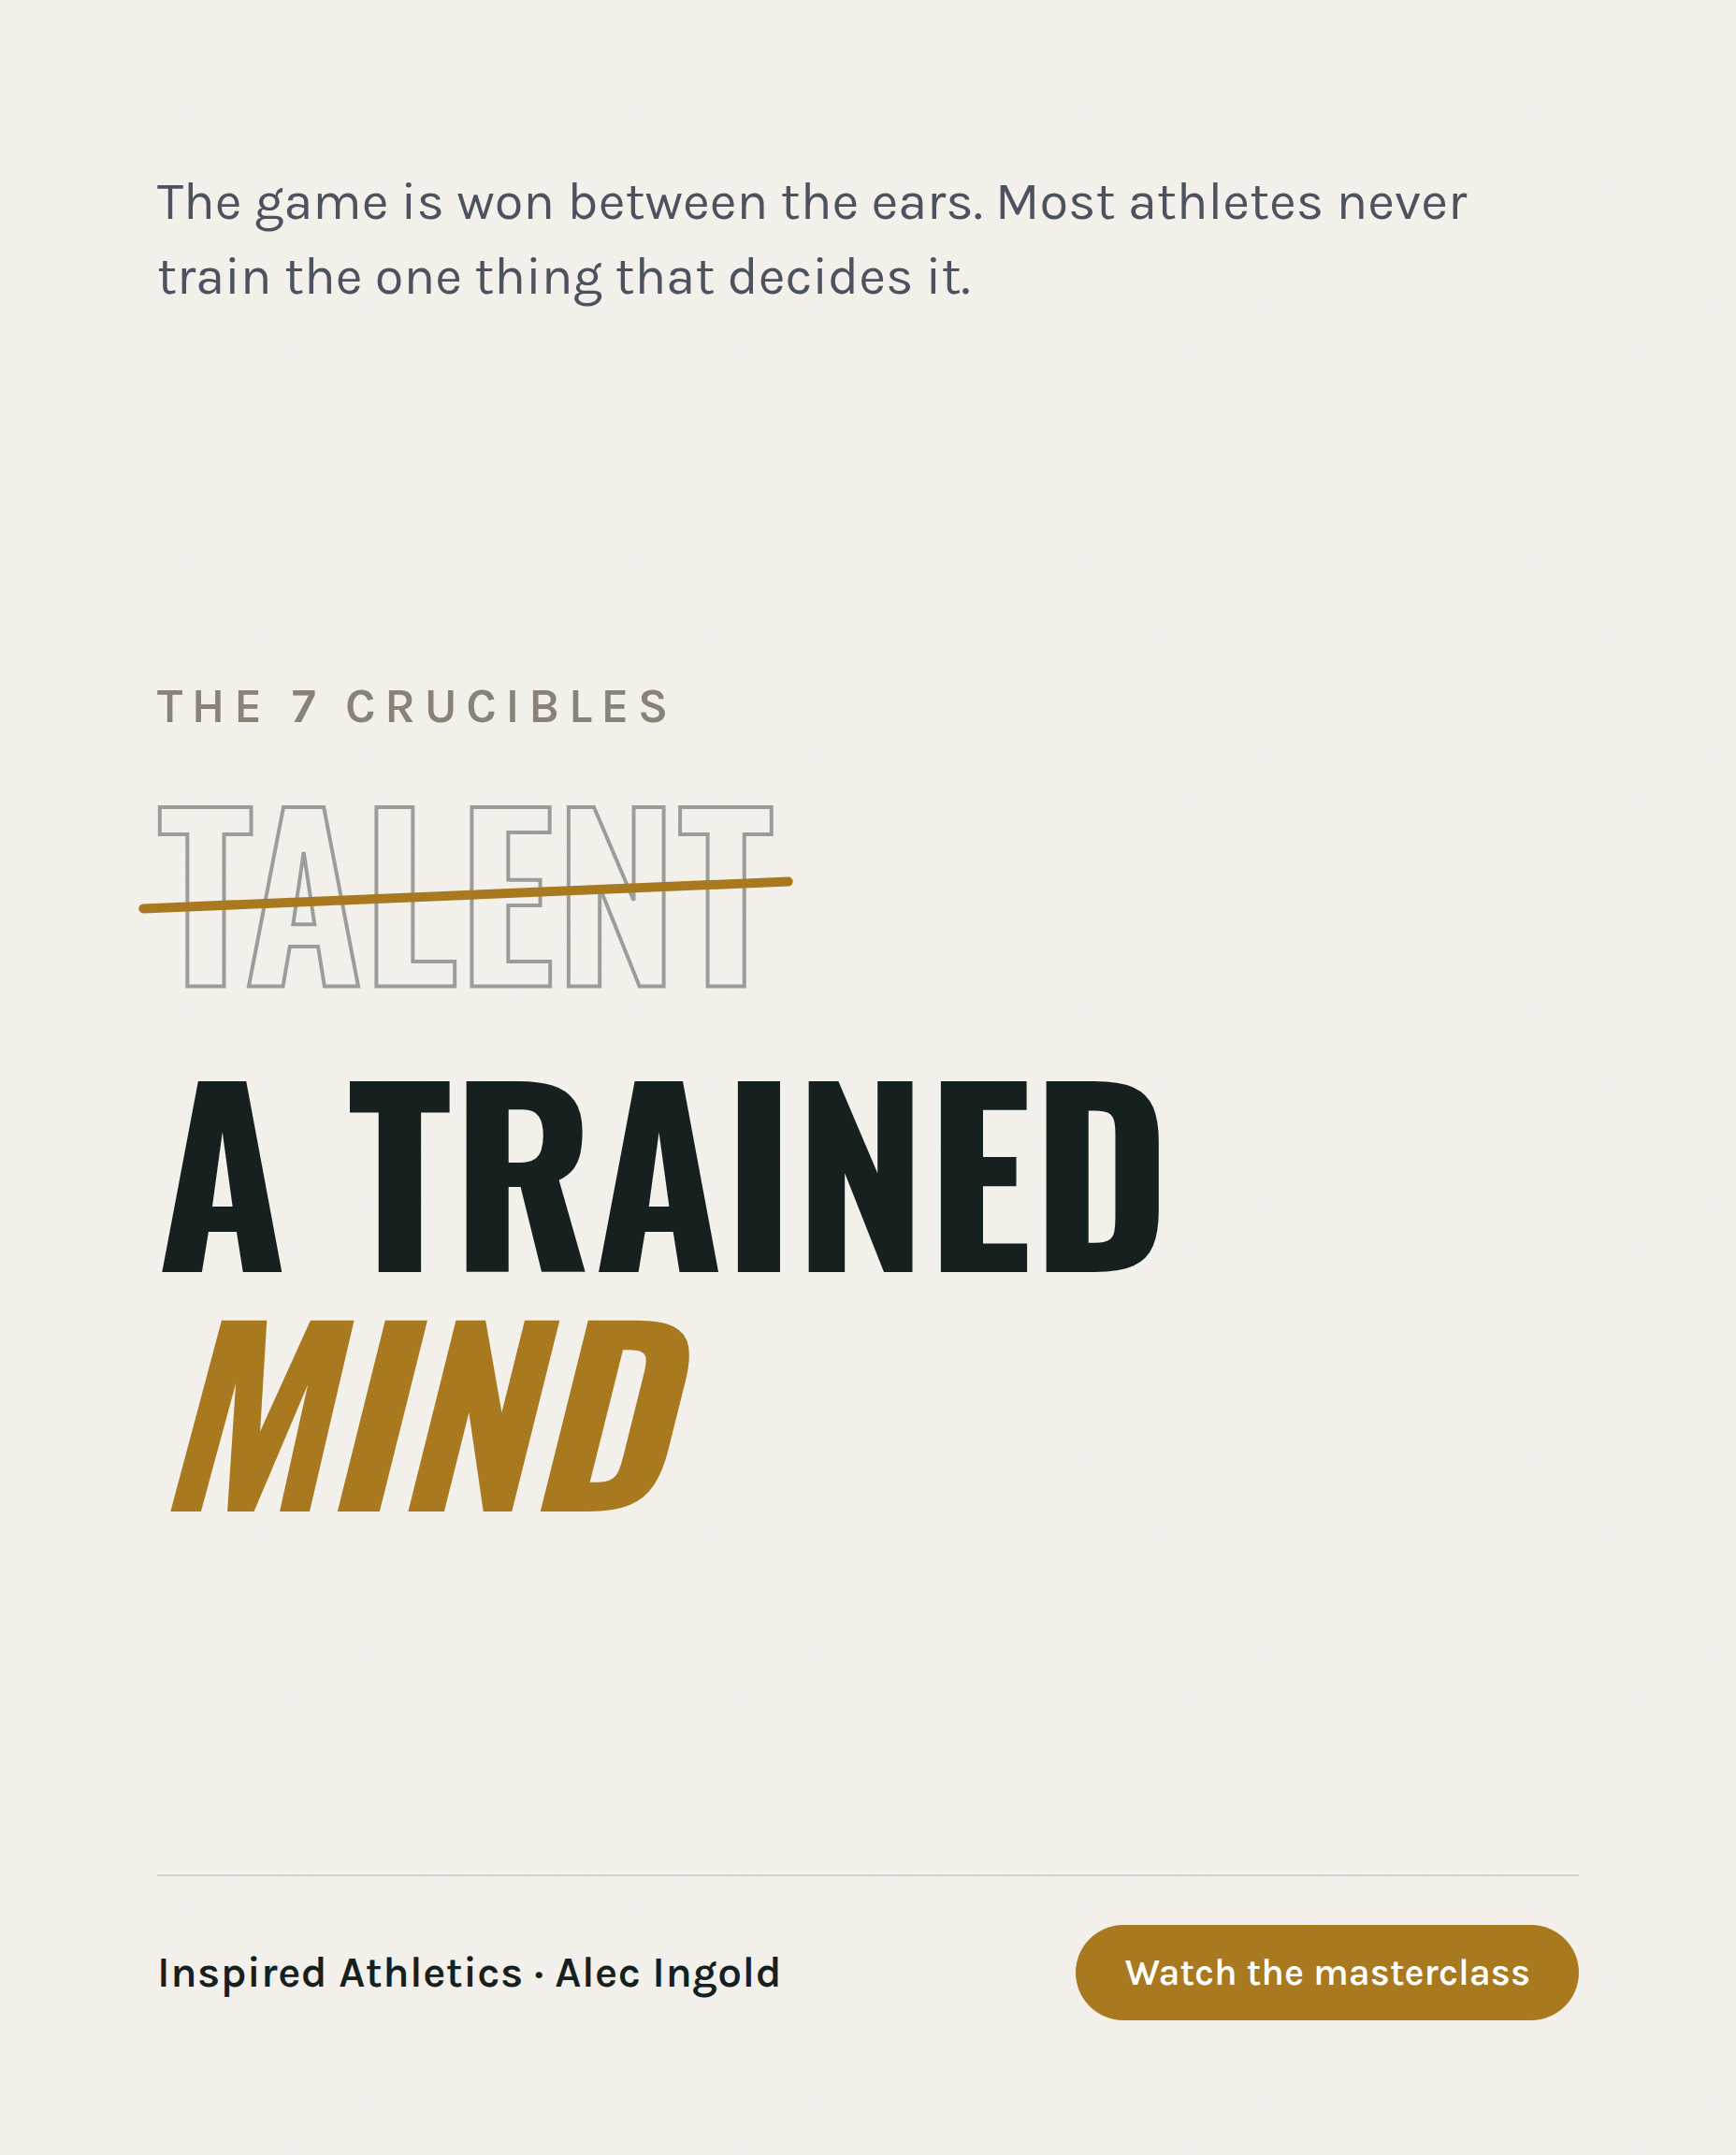 The game is won between the ears. Most athletes never
train the one thing that decides it.
THE 7 CRUCIBLES
TALENT
A TRAINED
MIND
Inspired Athletics · Alec Ingold
Watch the masterclass